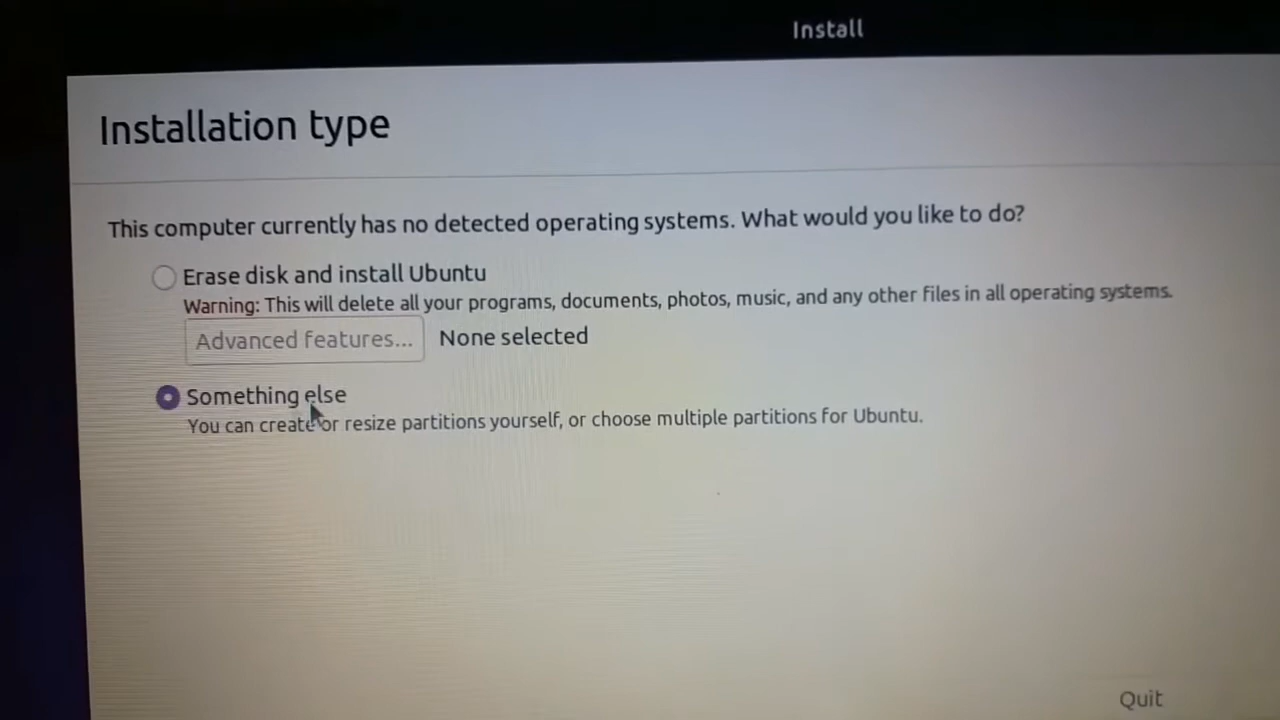 Install
Installation type
This computer currently has no detected operating systems. What would you like to do?
Erase disk and install Ubuntu
Warning: This will delete all your programs, documents, photos, music, and any other files in all operating systems.
Advanced features... None selected
Something else
You can create or resize partitions yourself, or choose multiple partitions for Ubuntu.
Quit